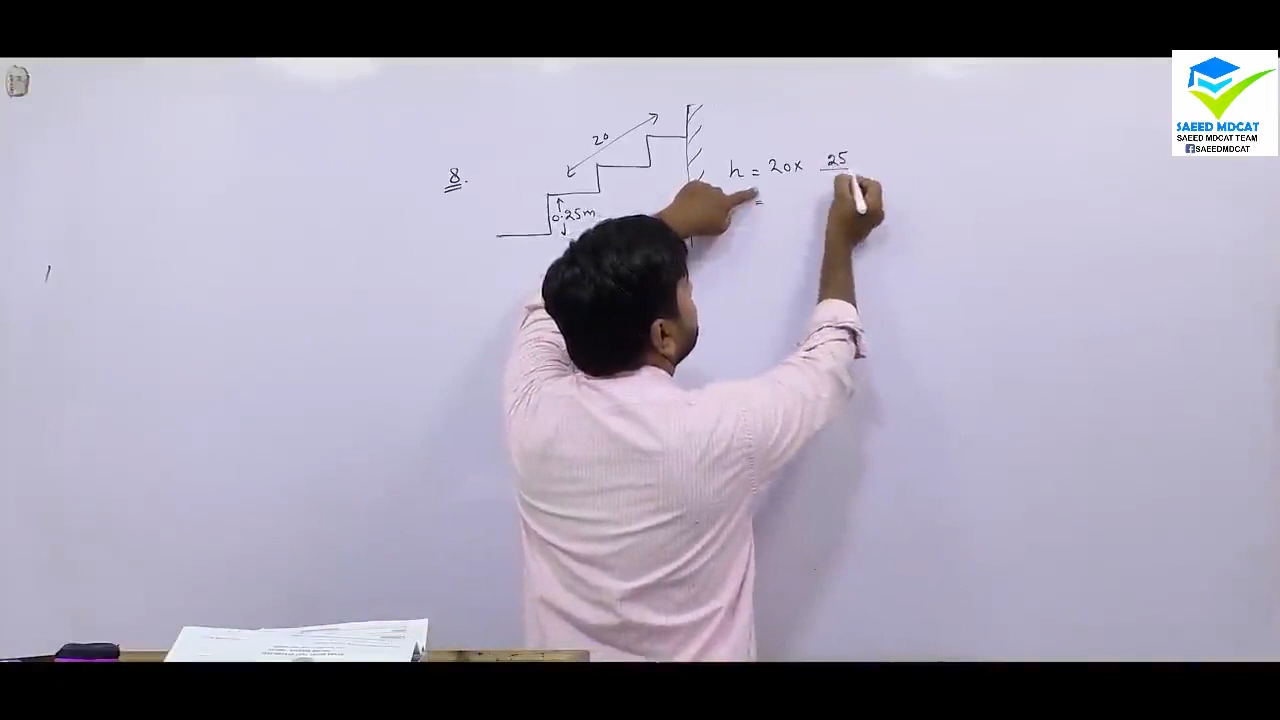 8.
20
0.25m
h = 20 x 25
SAEED MDCAT
SAEED MDCAT TEAM
SAEEDMDCAT